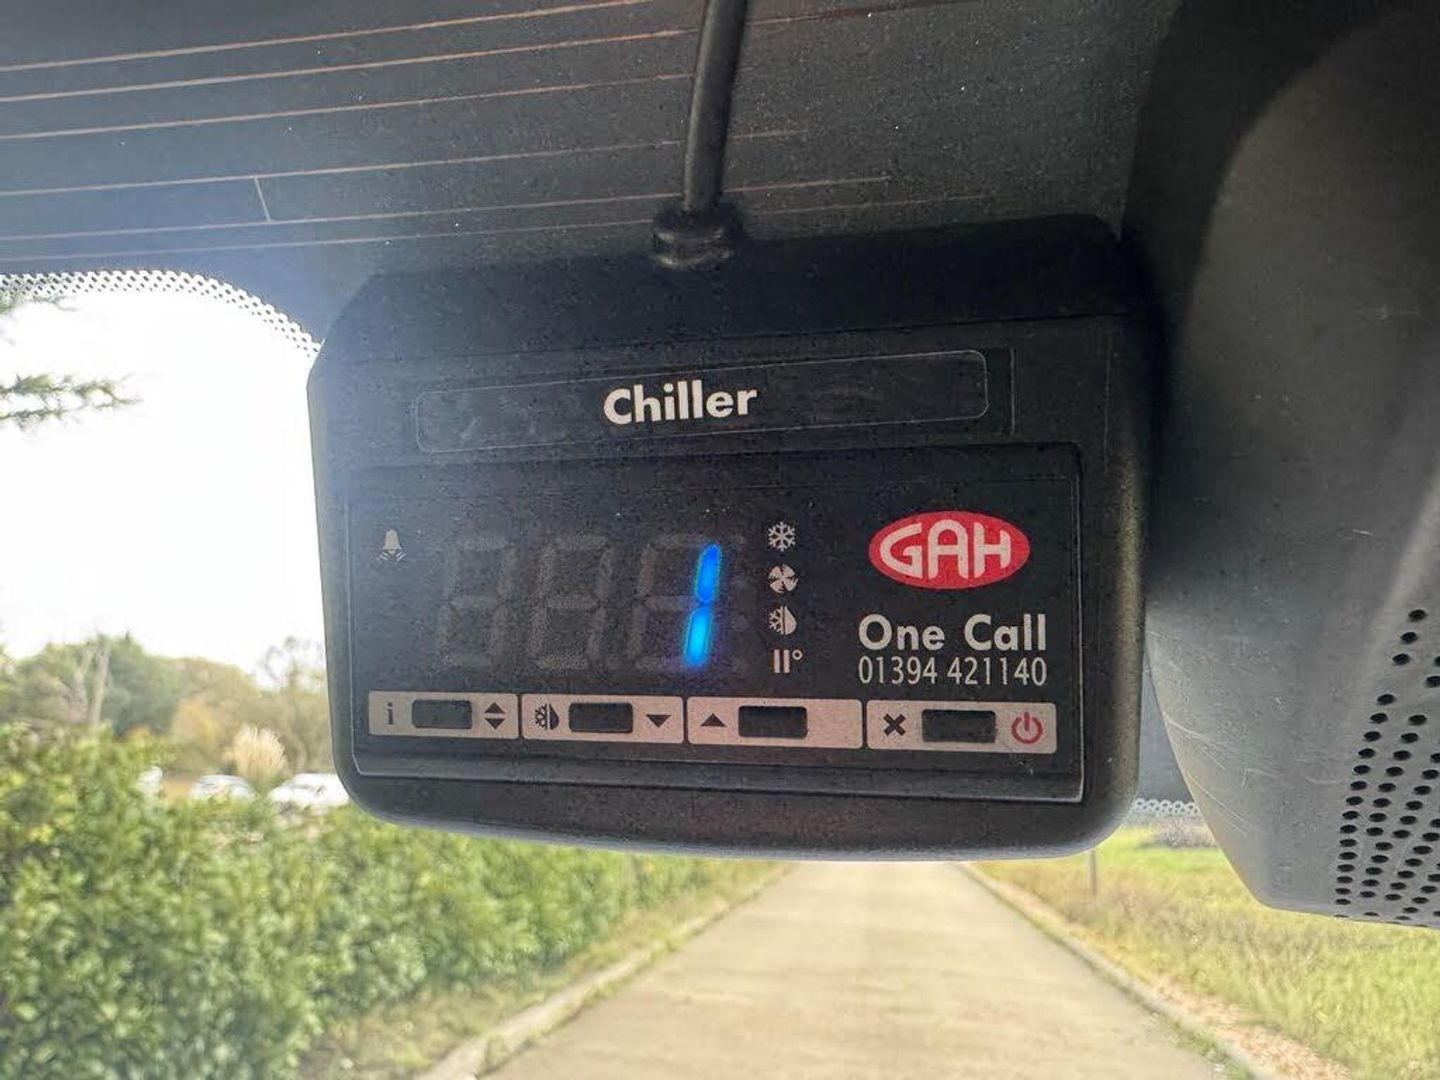 Chiller
1
GAH
One Call
01394 421140
i